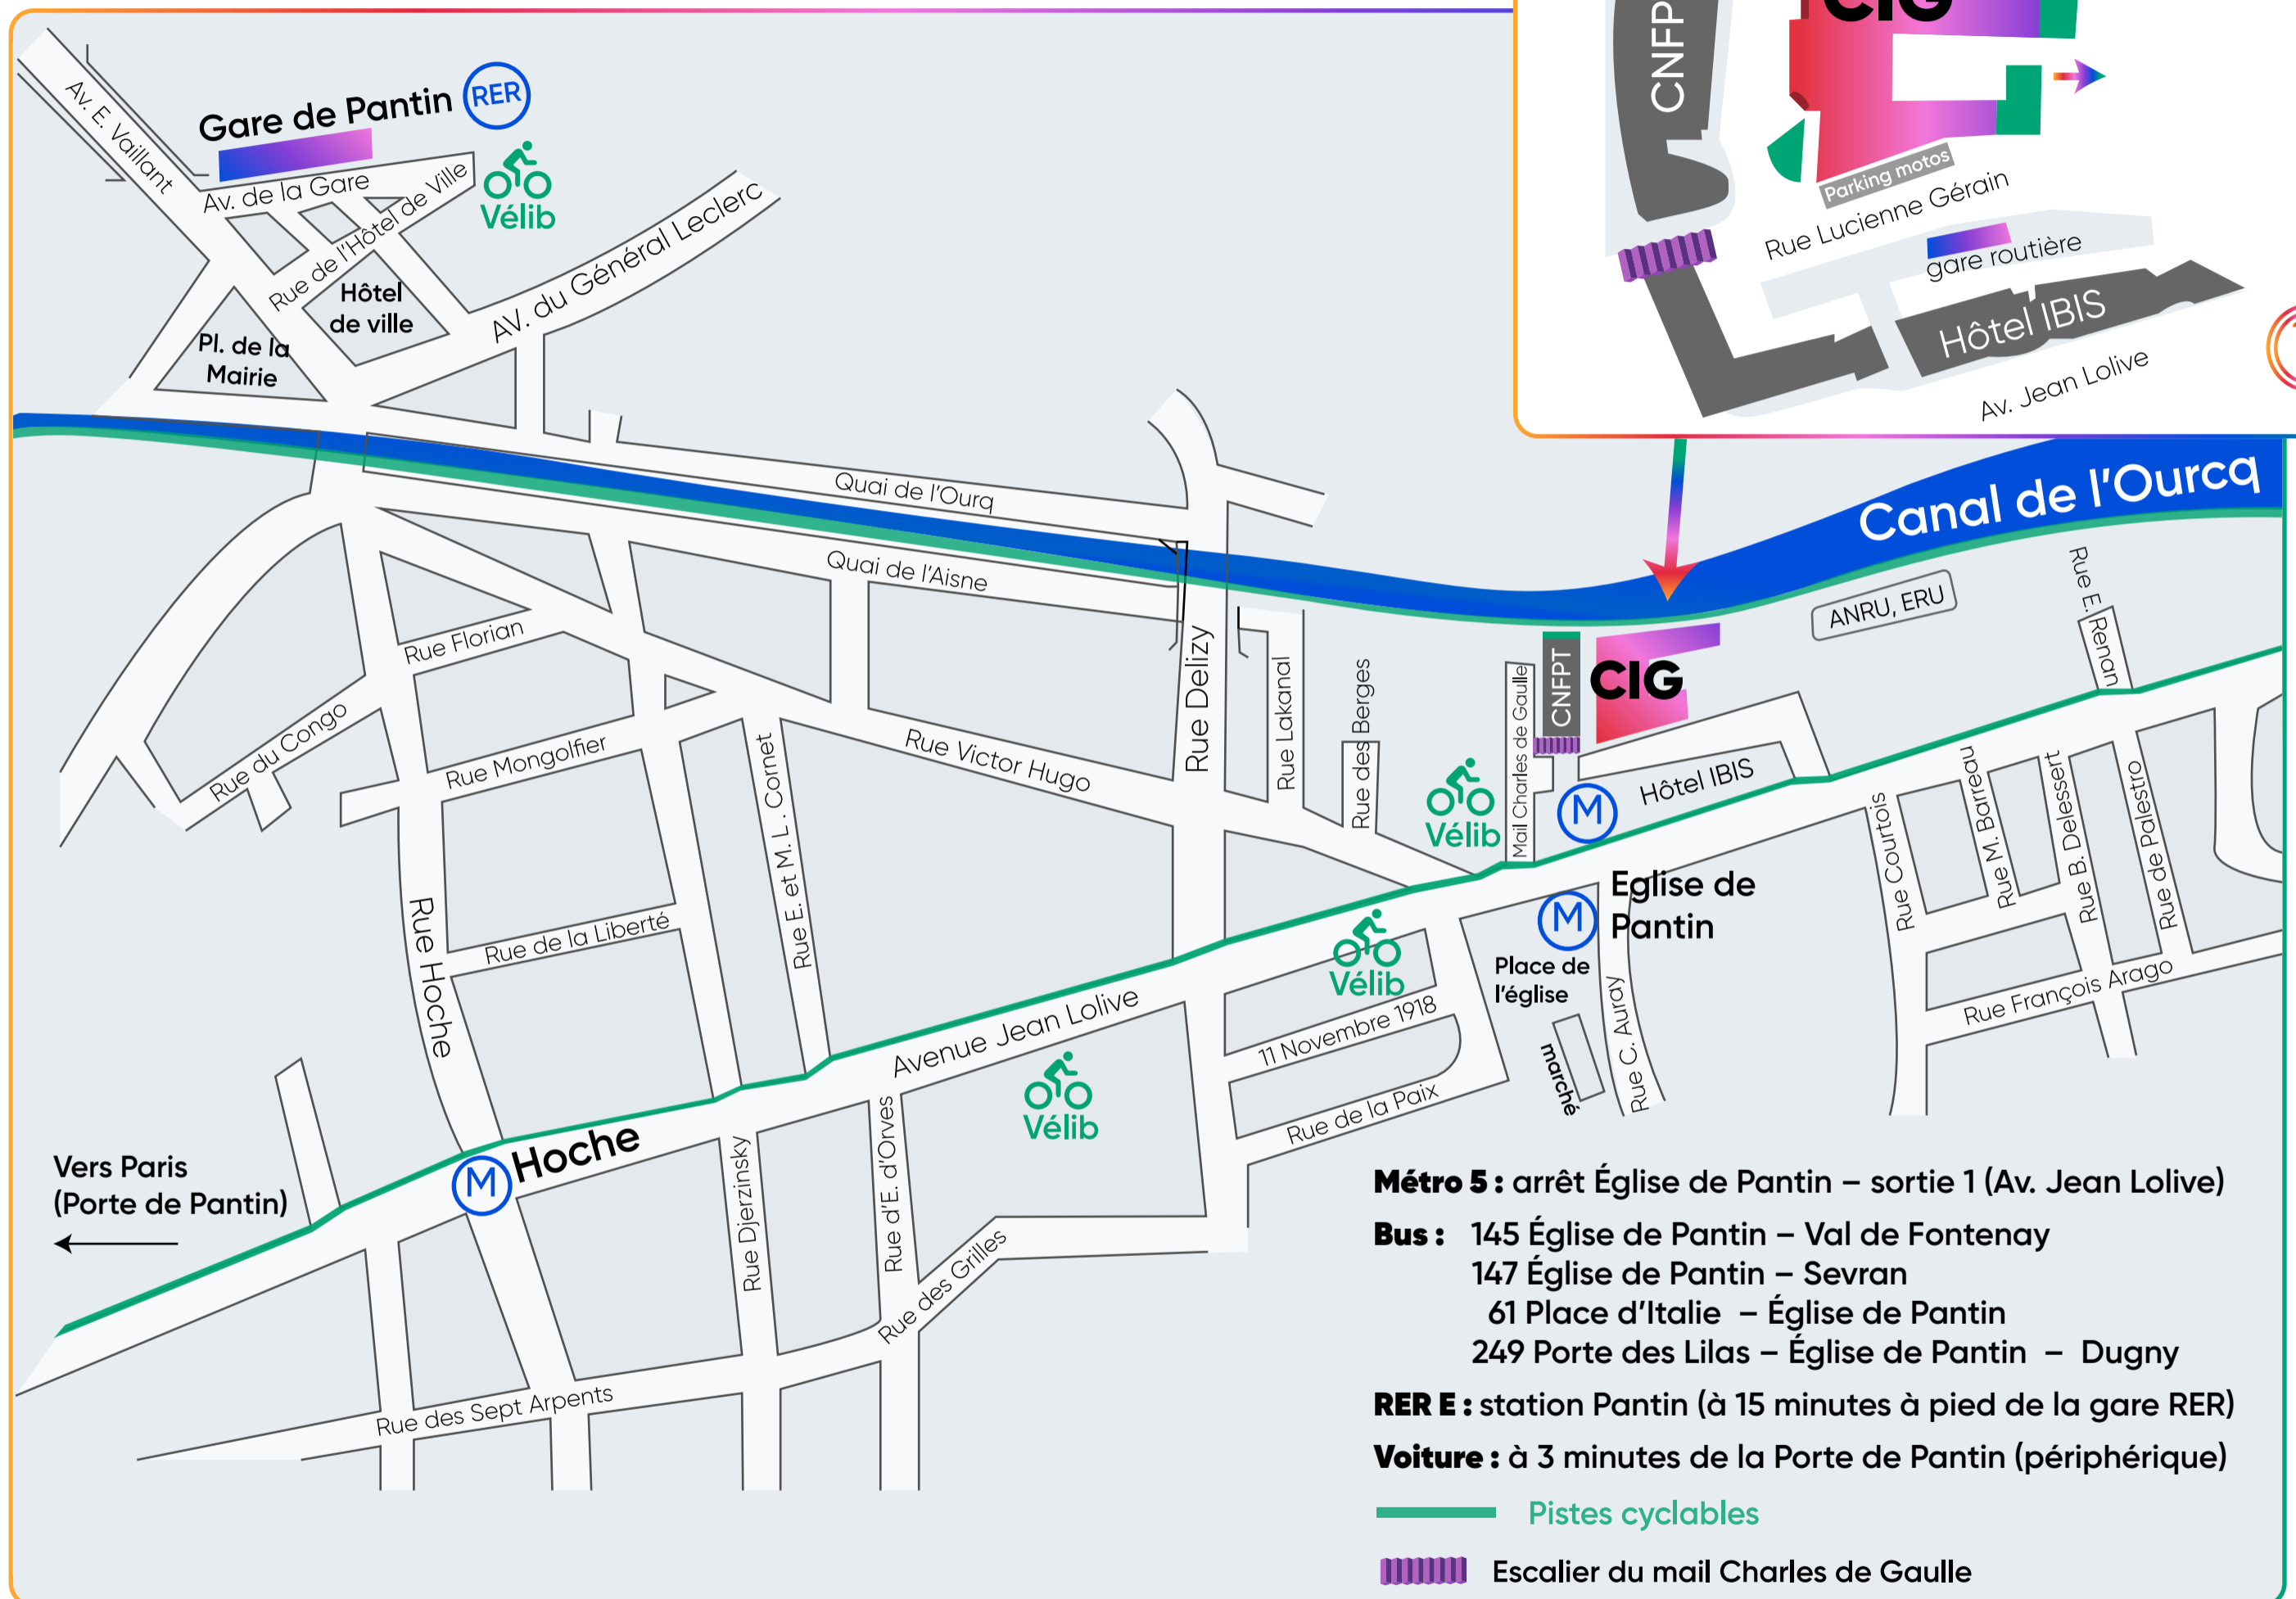 CIG
CNFPT
Parking motos
Rue Lucienne Gérain
gare routière
Hôtel IBIS
Av. Jean Lolive
Av. E. Vaillant
Gare de Pantin
RER
Av. de la Gare
Vélib
Rue de l'Hôtel de Ville
Hôtel
de ville
Pl. de la
Mairie
AV. du Général Leclerc
Quai de l'Ourq
Quai de l'Aisne
Canal de l'Ourcq
ANRU, ERU
Rue E. Renan
Rue Florian
Rue du Congo
Rue Mongolfier
Rue Victor Hugo
Rue Delizy
Rue Lakanal
Rue des Berges
Mail Charles de Gaulle
CNFPT
CIG
Hôtel IBIS
M
Vélib
Rue Hoche
Rue de la Liberté
Rue E. et M. L . Cornet
Avenue Jean Lolive
Vélib
Vélib
M
Eglise de
Pantin
Place de
l'église
marché
Rue C. Auray
11 Novembre 1918
Rue de la Paix
Rue Courtois
Rue M. Barreau
Rue B. Delessert
Rue de Palestro
Rue François Arago
Vers Paris
(Porte de Pantin)
M
Hoche
Rue Djerzinsky
Rue d'E. d'Orves
Rue des Grilles
Rue des Sept Arpents
Métro 5 : arrêt Église de Pantin – sortie 1 (Av. Jean Lolive)
Bus : 145 Église de Pantin – Val de Fontenay
147 Église de Pantin – Sevran
61 Place d'Italie – Église de Pantin
249 Porte des Lilas – Église de Pantin – Dugny
RER E : station Pantin (à 15 minutes à pied de la gare RER)
Voiture : à 3 minutes de la Porte de Pantin (périphérique)
Pistes cyclables
Escalier du mail Charles de Gaulle